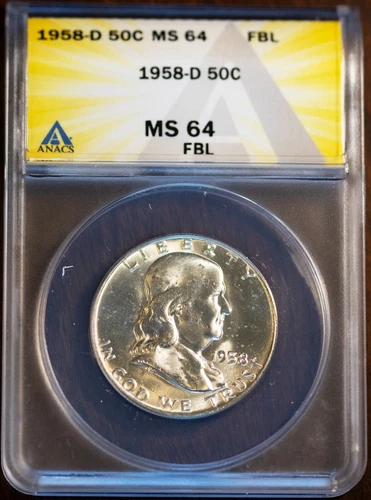 1958-D 50C MS 64 FBL
1958-D 50C
MS 64
FBL
ANACS
LIBERTY
1958
IN GOD WE TRUST